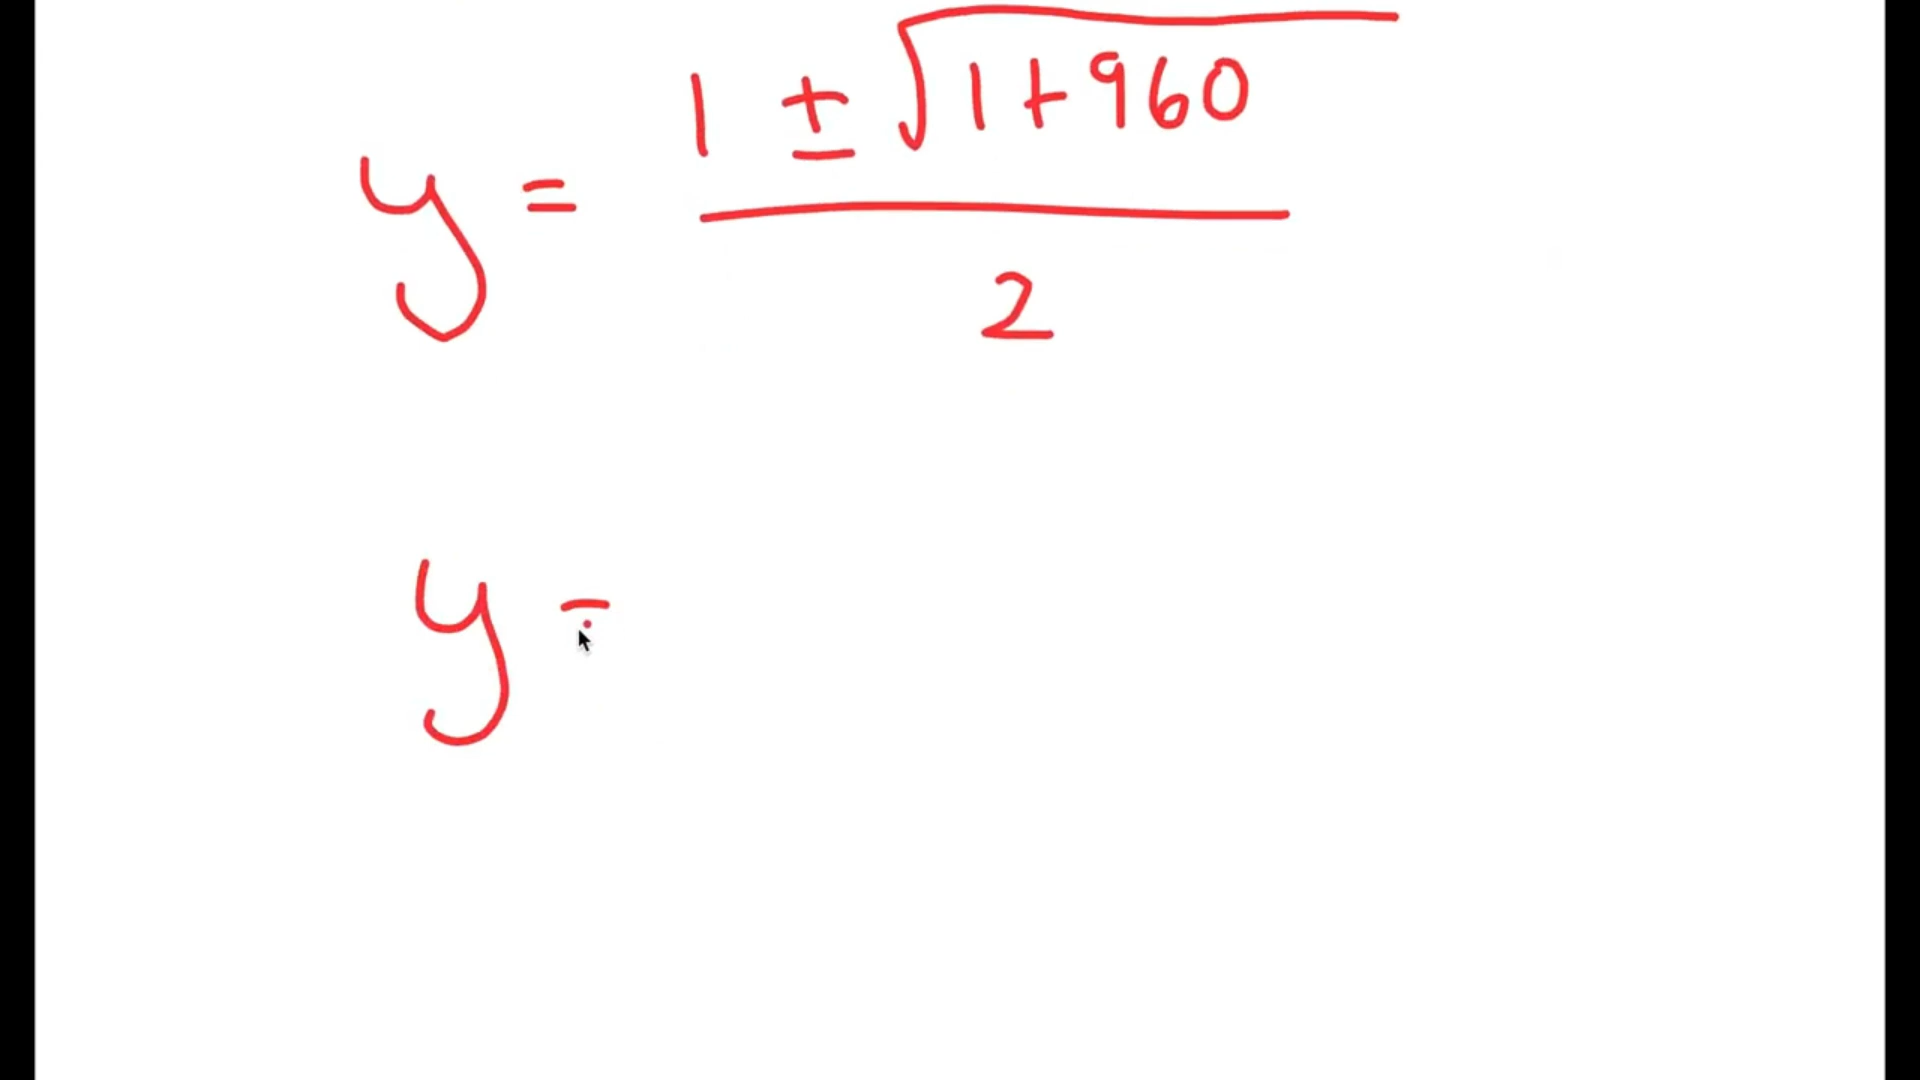 y = (1 ± √(1+960)) / 2
y =